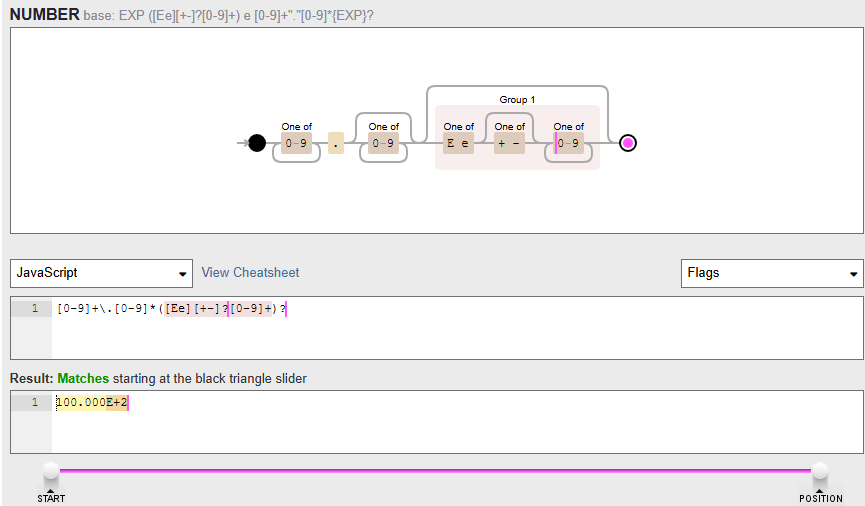 NUMBER base: EXP ([Ee][+-]?[0-9]+) e [0-9]+"."[0-9]*{EXP}?
Group 1
One of One of One of One of One of
0-9 . 0-9 E e + - 0-9
JavaScript View Cheatsheet Flags
1 [0-9]+\.[0-9]*([Ee][+-]?[0-9]+)?
Result: Matches starting at the black triangle slider
1 100.000E+2
START POSITION